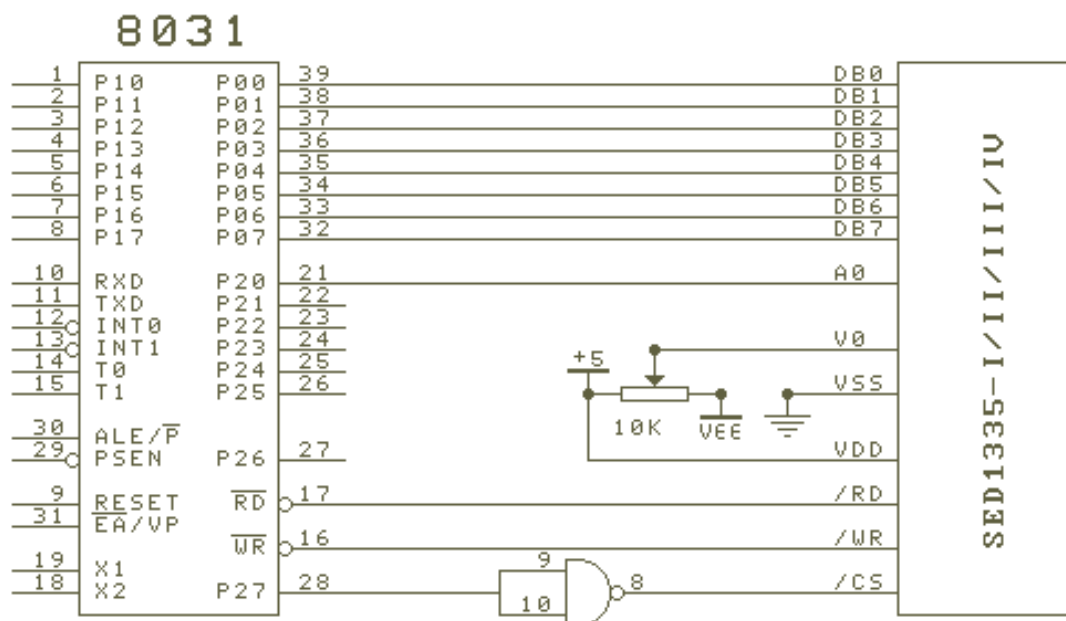 8031
1 P10 P00 39 DB0
2 P11 P01 38 DB1
3 P12 P02 37 DB2
4 P13 P03 36 DB3
5 P14 P04 35 DB4
6 P15 P05 34 DB5
7 P16 P06 33 DB6
8 P17 P07 32 DB7
10 RXD P20 21 A0
11 TXD P21 22
12 INT0 P22 23
13 INT1 P23 24 V0
14 T0 P24 25 +5
15 T1 P25 26 VSS
10K VEE
30 ALE/P̅
29 PSEN P26 27 VDD
9 RESET R̅D̅ 17 /RD
31 E̅A̅/VP
W̅R̅ 16 /WR
19 X1 9
18 X2 P27 28 10 8 /CS
SED1335-I/II/III/IV